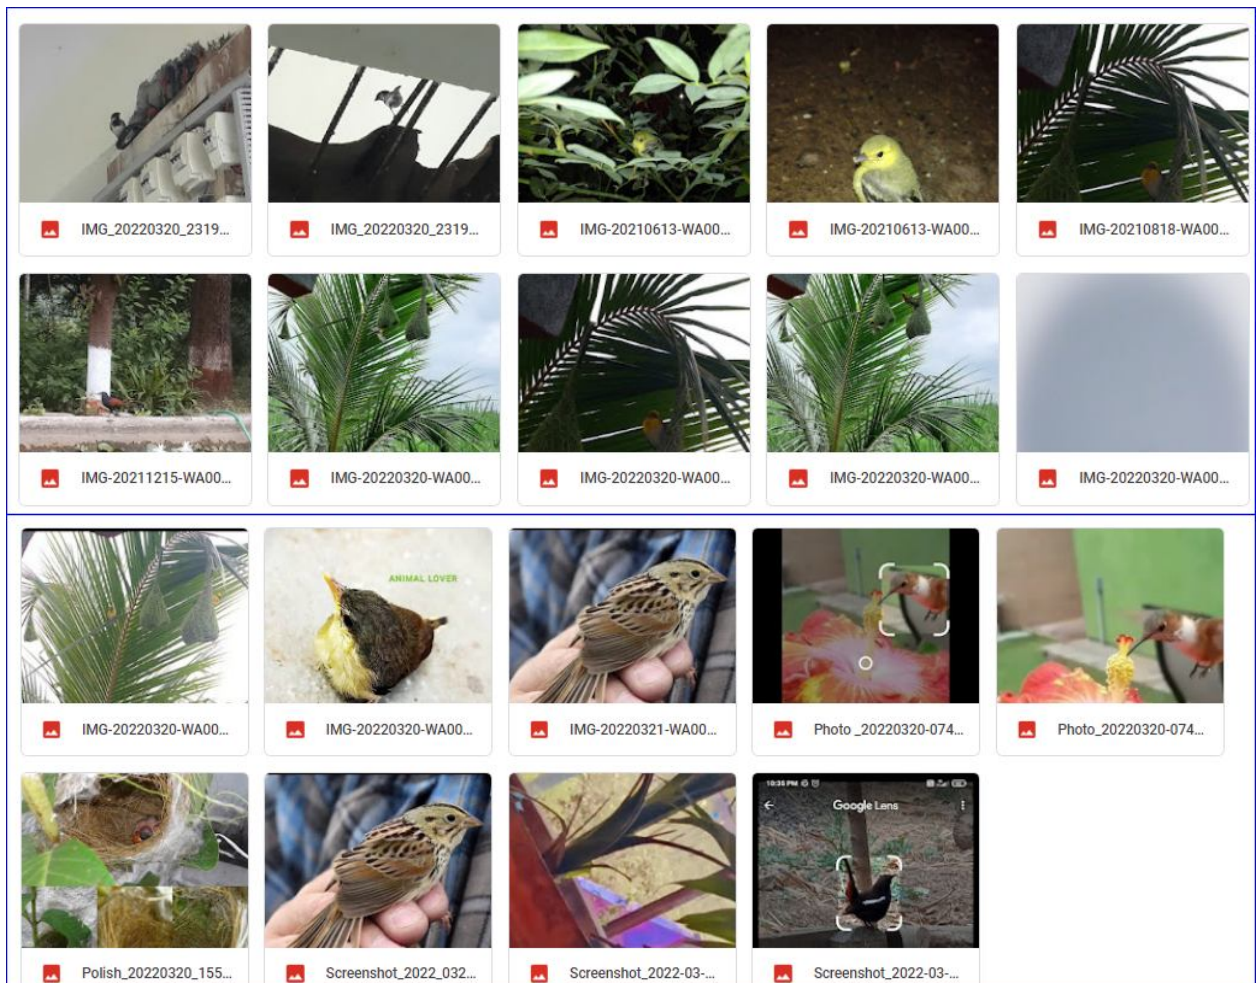 IMG_20220320_2319...
IMG_20220320_2319...
IMG-20210613-WA00...
IMG-20210613-WA00...
IMG-20210818-WA00...
IMG-20211215-WA00...
IMG-20220320-WA00...
IMG-20220320-WA00...
IMG-20220320-WA00...
IMG-20220320-WA00...
ANIMAL LOVER
IMG-20220320-WA00...
IMG-20220320-WA00...
IMG-20220321-WA00...
Photo _20220320-074...
Photo_20220320-074...
10:35 PM
Google Lens
Polish_20220320_155...
Screenshot_2022_032...
Screenshot_2022-03-...
Screenshot_2022-03-...